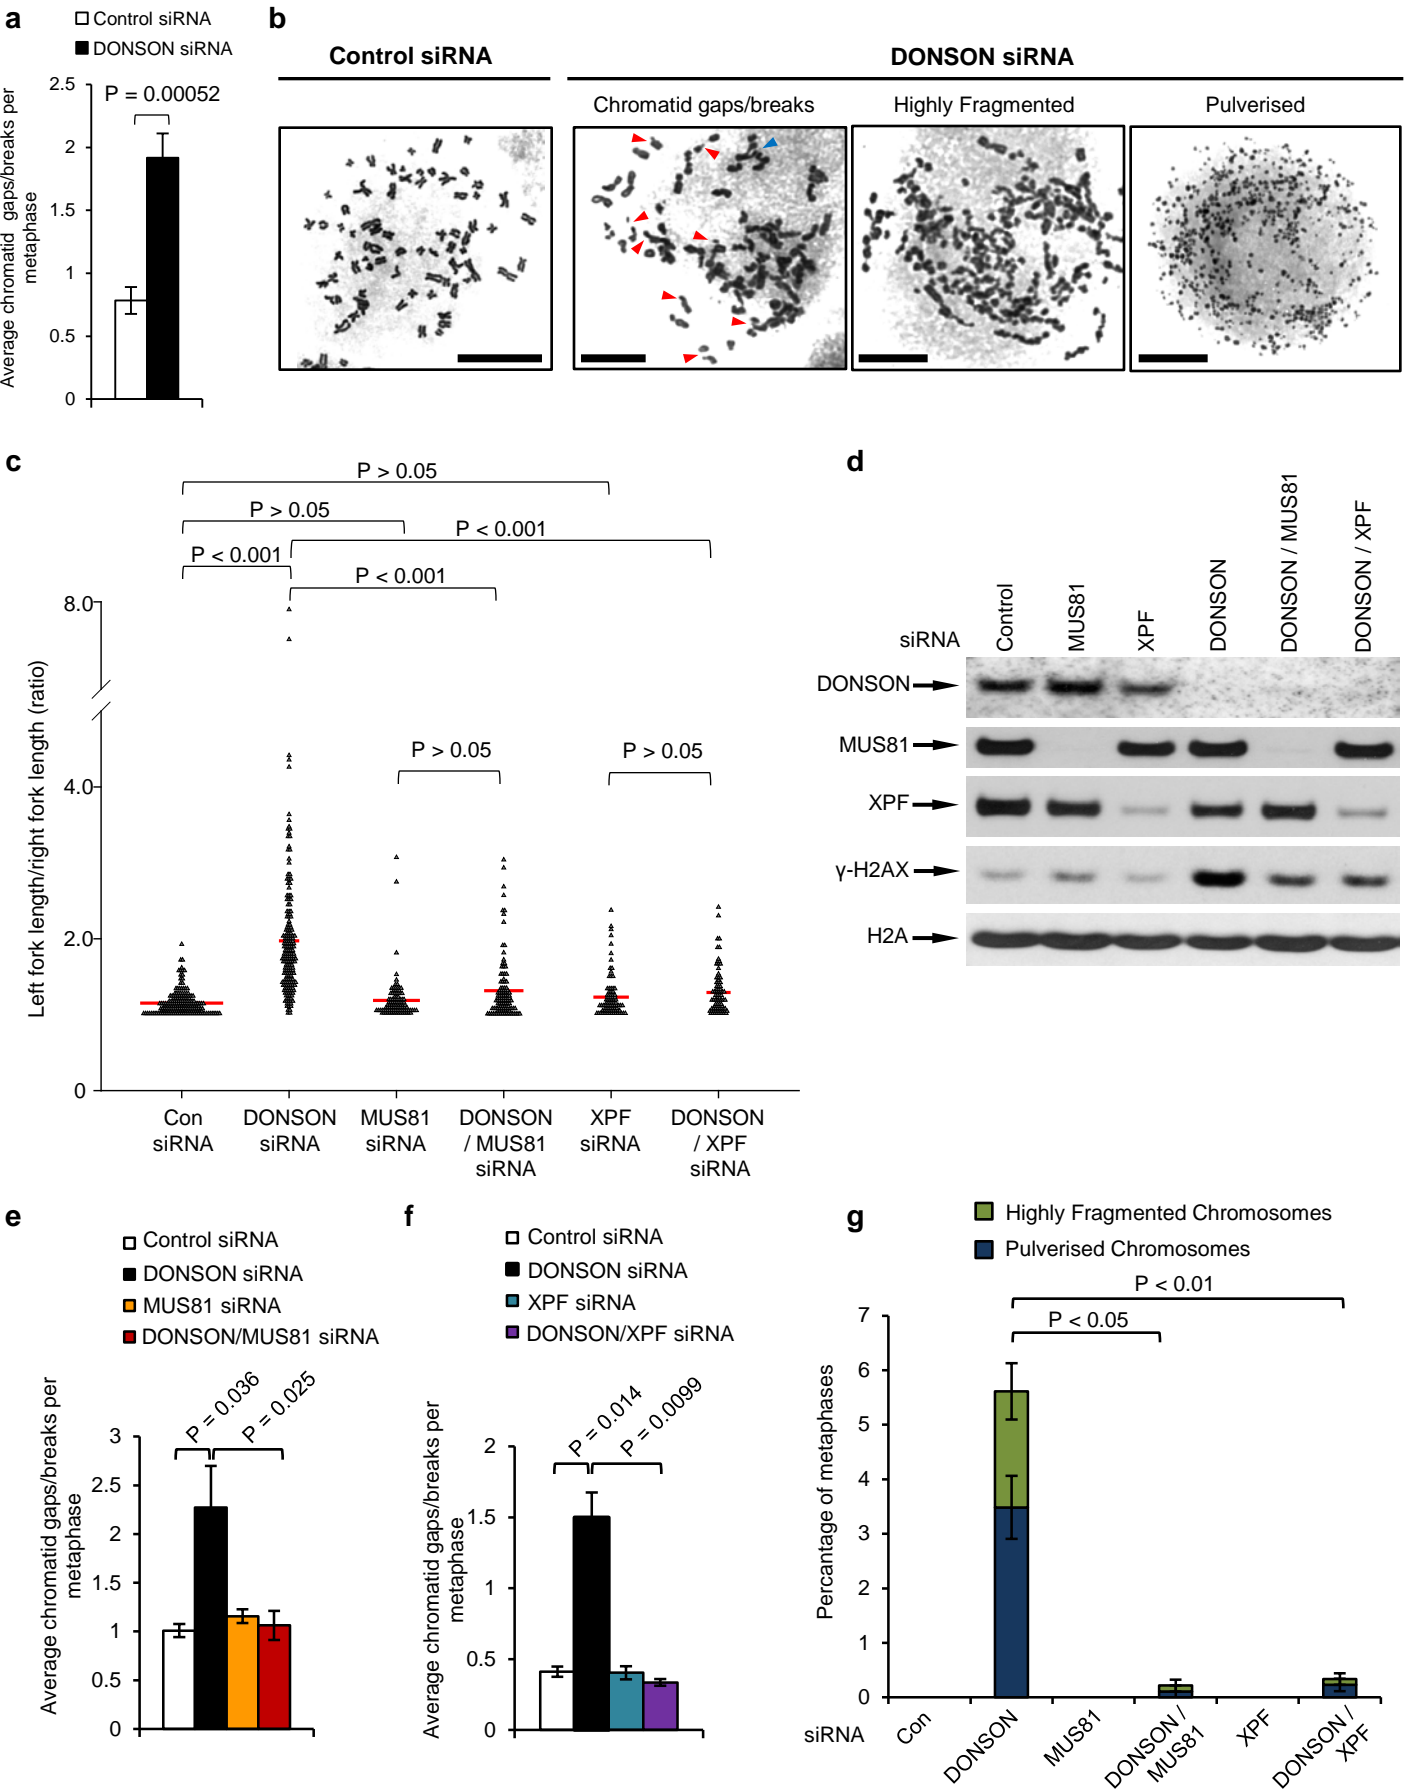 a
Control siRNA
DONSON siRNA
Average chromatid gaps/breaks per
metaphase
2.5
2
1.5
1
0.5
0
P = 0.00052
b
Control siRNA
DONSON siRNA
Chromatid gaps/breaks
Highly Fragmented
Pulverised
c
P > 0.05
P > 0.05
P < 0.001
P < 0.001
P < 0.001
Left fork length/right fork length (ratio)
8.0
4.0
2.0
0
P > 0.05
P > 0.05
Con
siRNA
DONSON
siRNA
MUS81
siRNA
DONSON
/ MUS81
siRNA
XPF
siRNA
DONSON
/ XPF
siRNA
d
siRNA
Control
MUS81
XPF
DONSON
DONSON / MUS81
DONSON / XPF
DONSON
MUS81
XPF
γ-H2AX
H2A
e
Control siRNA
DONSON siRNA
MUS81 siRNA
DONSON/MUS81 siRNA
P = 0.036
P = 0.025
Average chromatid gaps/breaks per
metaphase
3
2.5
2
1.5
1
0.5
0
f
Control siRNA
DONSON siRNA
XPF siRNA
DONSON/XPF siRNA
P = 0.014
P = 0.0099
Average chromatid gaps/breaks per
metaphase
2
1.5
1
0.5
0
g
Highly Fragmented Chromosomes
Pulverised Chromosomes
P < 0.01
P < 0.05
Percantage of metaphases
7
6
5
4
3
2
1
0
siRNA
Con
DONSON
MUS81
DONSON /
MUS81
XPF
DONSON /
XPF